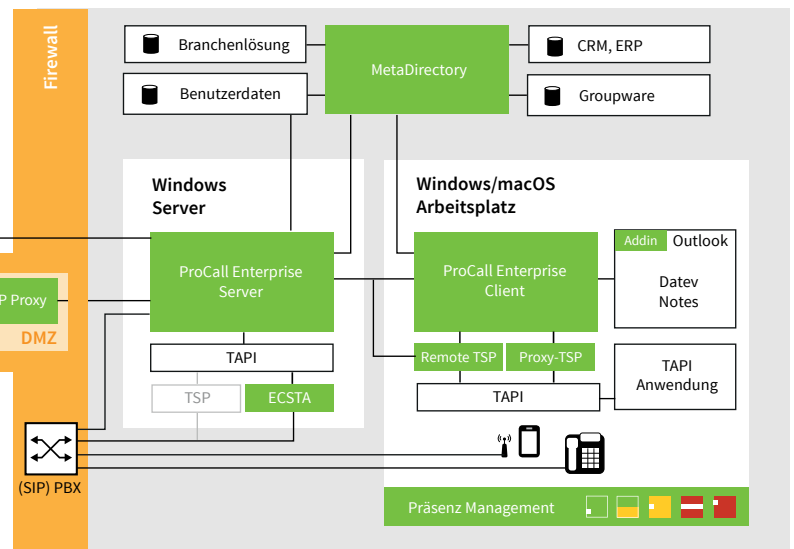 Firewall
Branchenlösung
Benutzerdaten
MetaDirectory
CRM, ERP
Groupware
Windows
Server
Windows/macOS
Arbeitsplatz
ProCall Enterprise
Server
ProCall Enterprise
Client
Addin Outlook
Datev
Notes
P Proxy
DMZ
TAPI
TSP
ECSTA
Remote TSP
Proxy-TSP
TAPI
TAPI
Anwendung
(SIP) PBX
Präsenz Management